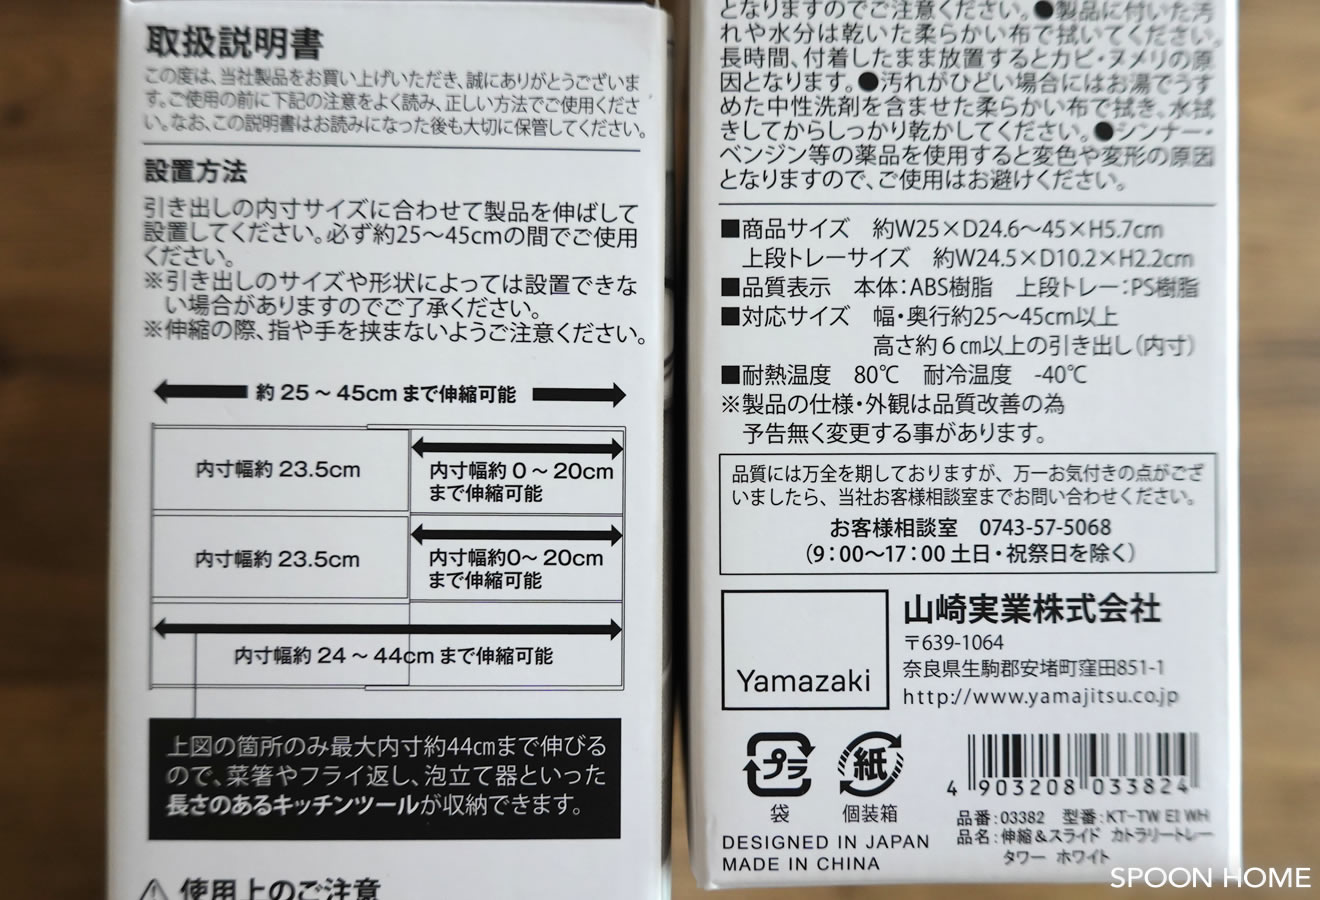 取扱説明書
この度は、当社製品をお買い上げいただき、誠にありがとうございま
す。ご使用の前に下記の注意をよく読み、正しい方法でご使用くださ
い。なお、この説明書はお読みになった後も大切に保管してください。
設置方法
引き出しの内寸サイズに合わせて製品を伸ばして
設置してください。必ず約25〜45cmの間でご使用
ください。
※引き出しのサイズや形状によっては設置できな
い場合がありますのでご了承ください。
※伸縮の際、指や手を挟まないようご注意ください。
約 25 〜 45cm まで伸縮可能
内寸幅約 23.5cm
内寸幅約 0 〜 20cm
まで伸縮可能
内寸幅約 23.5cm
内寸幅約0〜 20cm
まで伸縮可能
内寸幅約 24 〜 44cm まで伸縮可能
上図の箇所のみ最大内寸約44㎝まで伸びる
ので、菜箸やフライ返し、泡立て器といった
長さのあるキッチンツールが収納できます。
⚠ 使用上のご注意
となりますのでご注意ください。●製品に付いた汚
れや水分は乾いた柔らかい布で拭いてください。
長時間、付着したまま放置するとカビ・ヌメリの原
因となります。●汚れがひどい場合にはお湯でうす
めた中性洗剤を含ませた柔らかい布で拭き、水拭
きしてからしっかり乾かしてください。●シンナー・
ベンジン等の薬品を使用すると変色や変形の原因
となりますので、ご使用はお避けください。
■商品サイズ 約W25×D24.6〜45×H5.7cm
上段トレーサイズ 約W24.5×D10.2×H2.2cm
■品質表示 本体：ABS樹脂 上段トレー：PS樹脂
■対応サイズ 幅・奥行約25〜45cm以上
高さ約６㎝以上の引き出し（内寸）
■耐熱温度 80℃ 耐冷温度 -40℃
※製品の仕様・外観は品質改善の為
予告無く変更する事があります。
品質には万全を期しておりますが、万一お気付きの点がござ
いましたら、当社お客様相談室までお問い合わせください。
お客様相談室 0743-57-5068
（9：00〜17：00 土日・祝祭日を除く）
Yamazaki
山崎実業株式会社
〒639-1064
奈良県生駒郡安堵町窪田851-1
http://www.yamajitsu.co.jp
プラ
袋
紙
個装箱
4 903208 033824
品番：03382 型番：KT-TW EI WH
品名：伸縮＆スライド カトラリートレー
タワー ホワイト
DESIGNED IN JAPAN
MADE IN CHINA
SPOON HOME